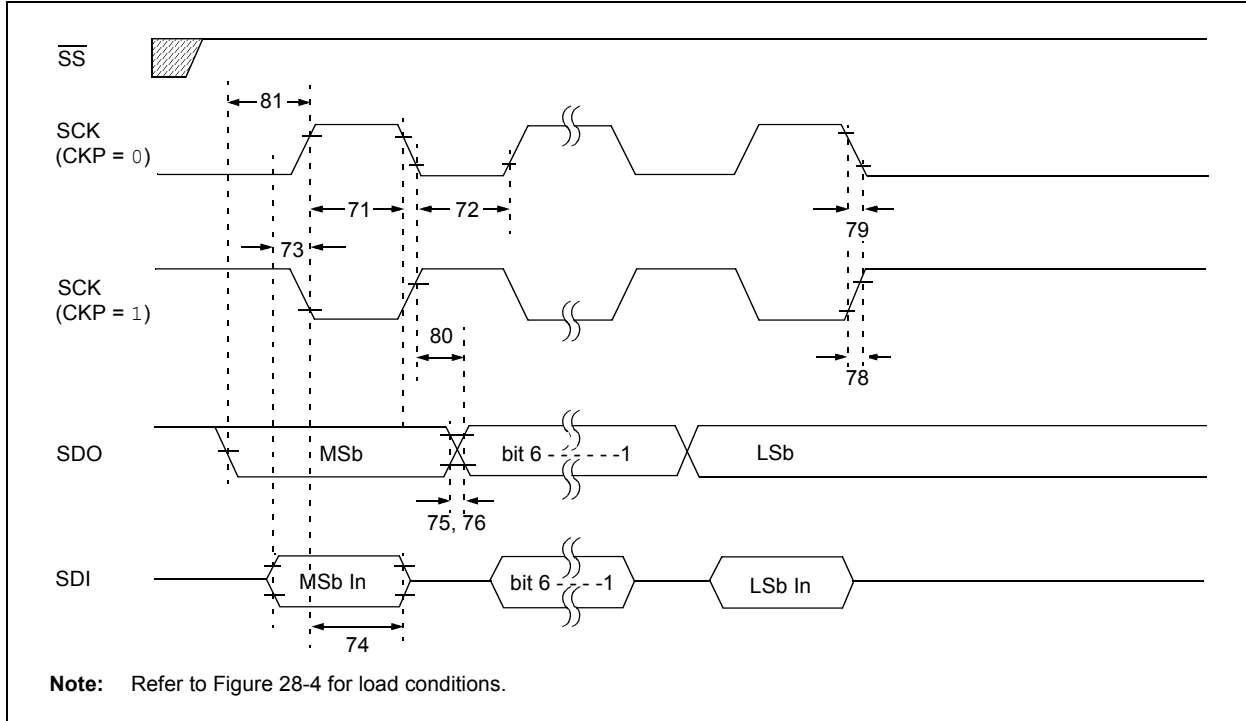 SS
81
SCK
(CKP = 0)
71
72
73
79
SCK
(CKP = 1)
80
78
SDO
MSb
bit 6 - - - - - -1
LSb
75, 76
SDI
MSb In
bit 6 - - - - -1
LSb In
74
Note: Refer to Figure 28-4 for load conditions.